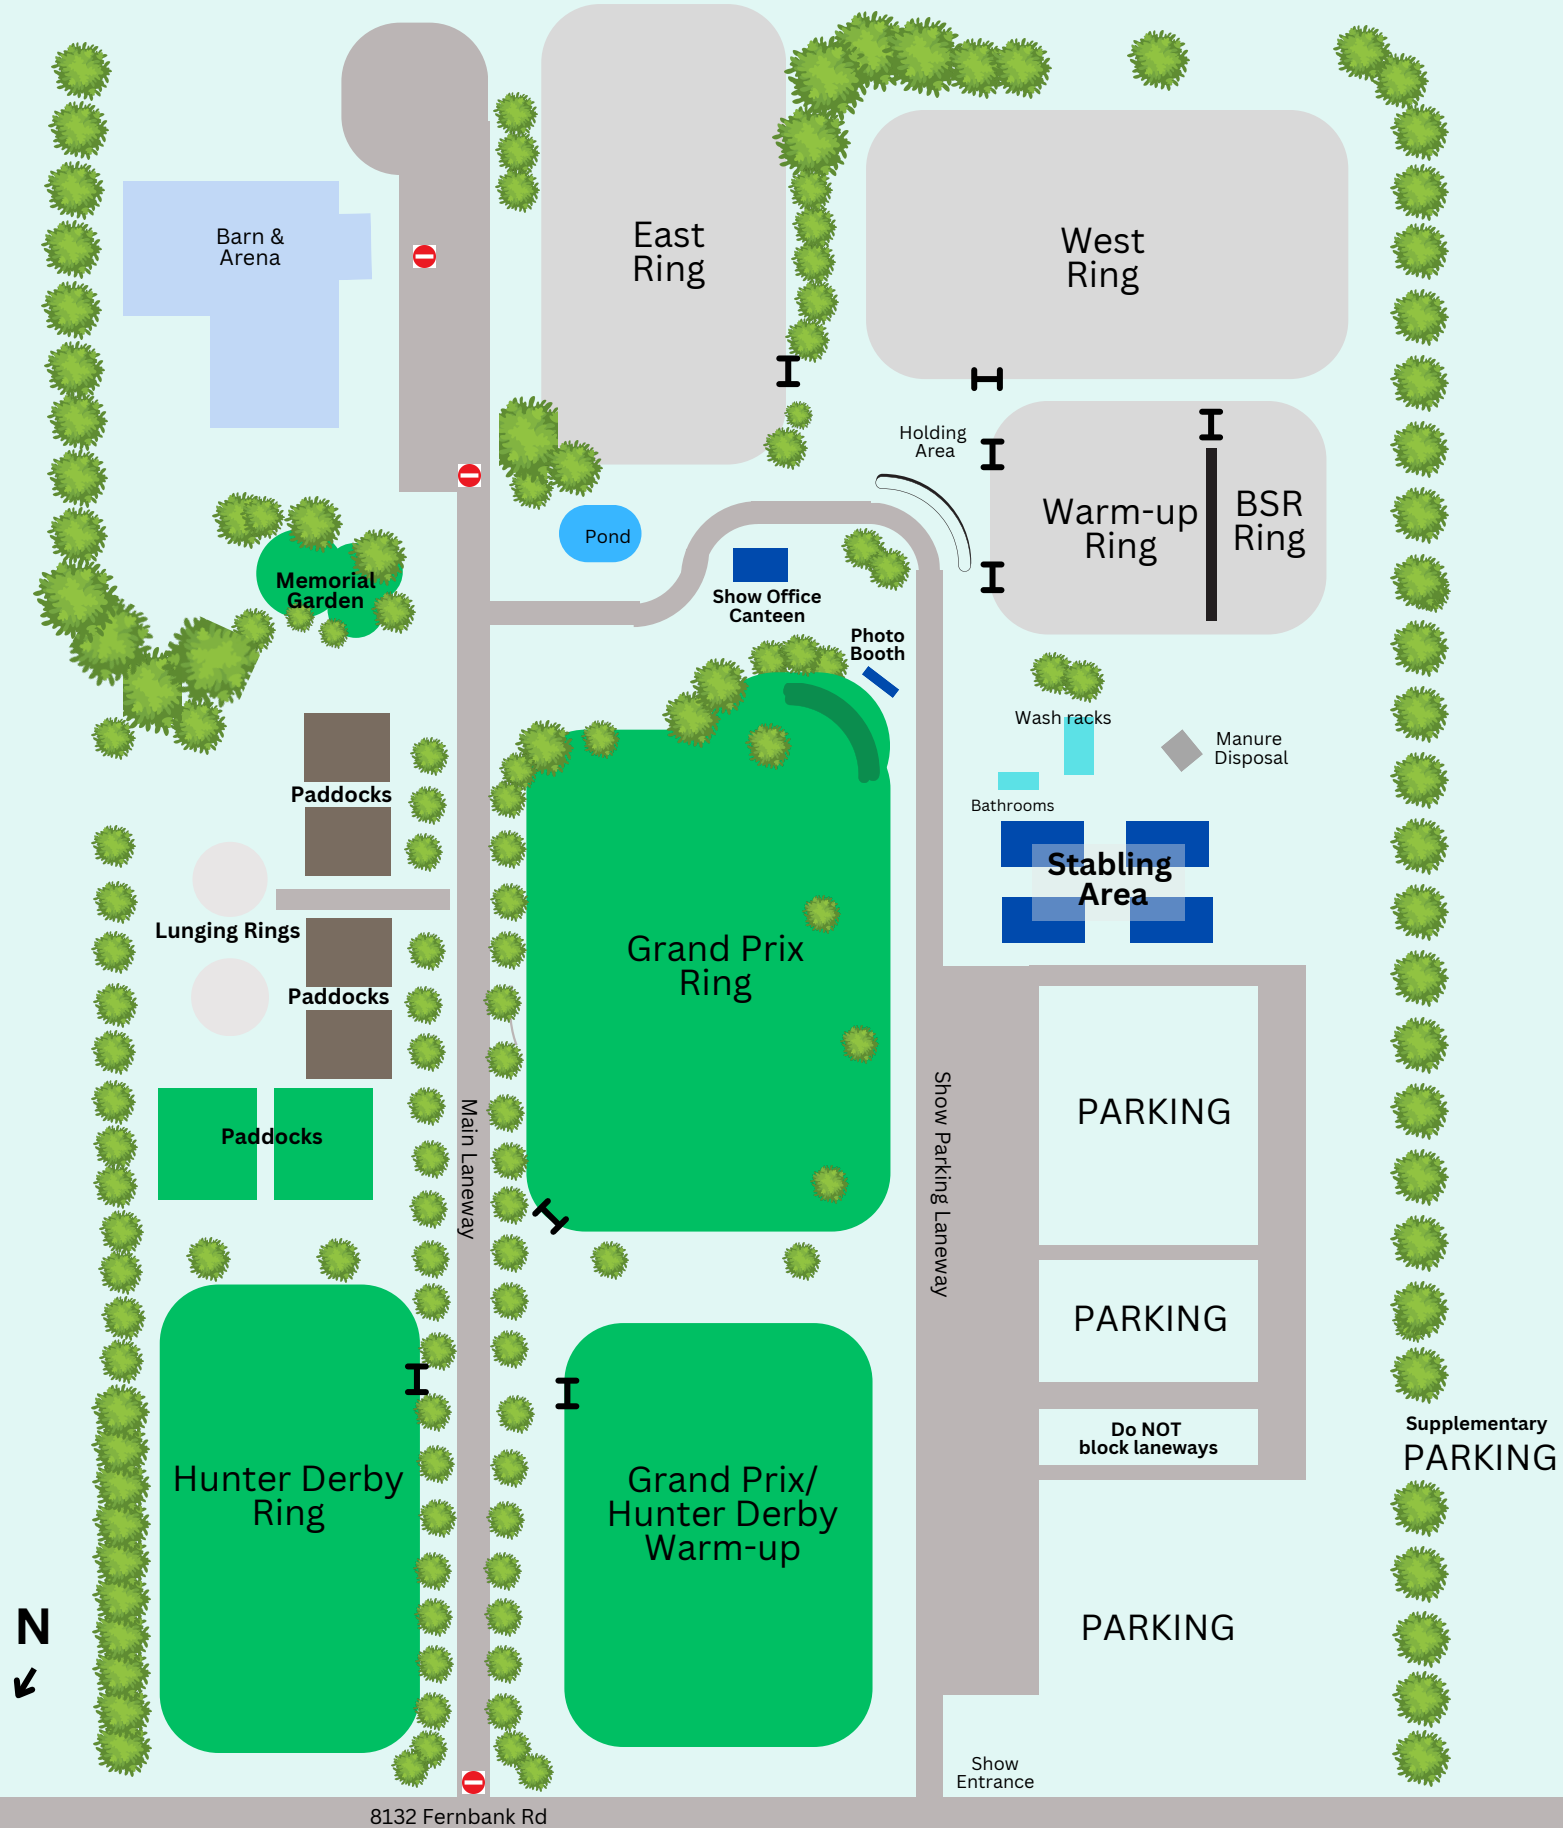 East
Ring
Barn &
Arena
West
Ring
Holding
Area
Warm-up
Ring
BSR
Ring
Pond
Memorial
Garden
Show Office
Canteen
Photo
Booth
Wash racks
Manure
Disposal
Bathrooms
Paddocks
Stabling
Area
Lunging Rings
Grand Prix
Ring
Paddocks
Paddocks
Main Laneway
Show Parking Laneway
PARKING
PARKING
Do NOT
block laneways
Supplementary
PARKING
Hunter Derby
Ring
Grand Prix/
Hunter Derby
Warm-up
N
PARKING
Show
Entrance
8132 Fernbank Rd